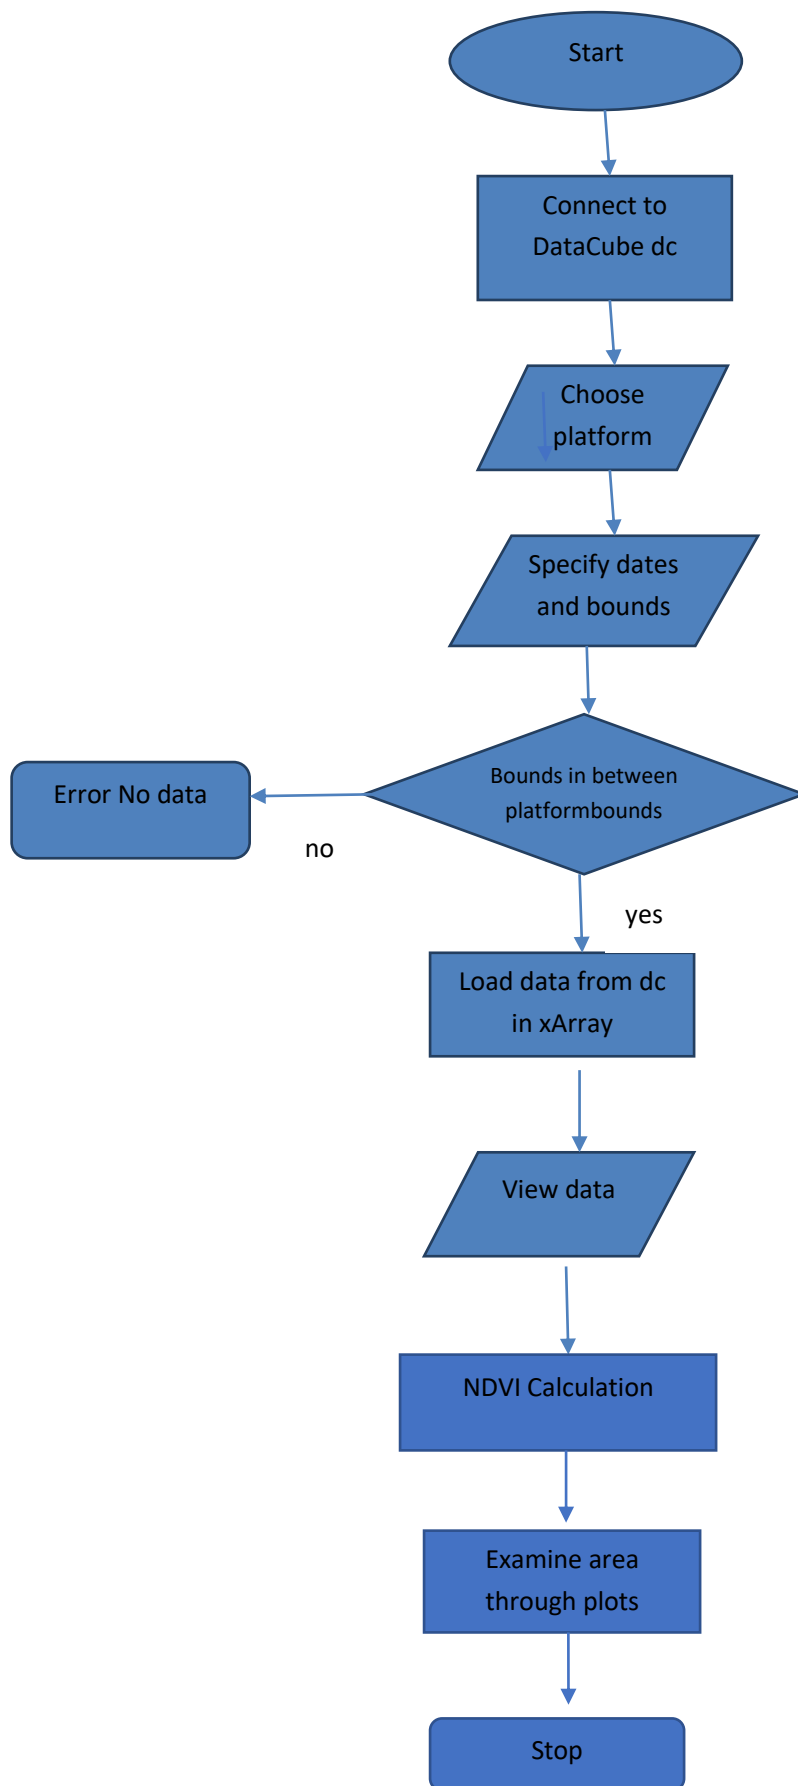 Start
Connect to
DataCube dc
Choose
platform
Specify dates
and bounds
Bounds in between
platformbounds
Error No data
no
yes
Load data from dc
in xArray
View data
NDVI Calculation
Examine area
through plots
Stop